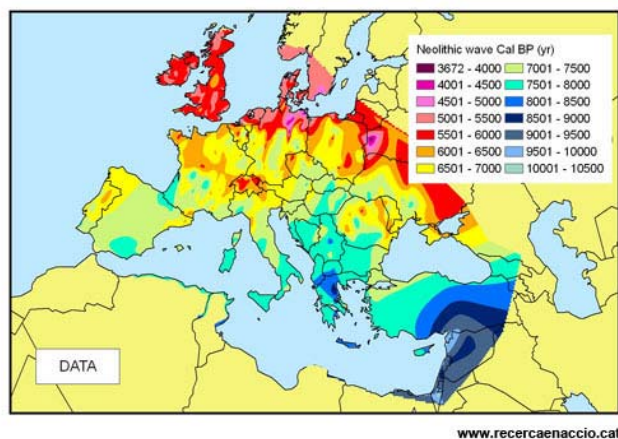 Neolithic wave Cal BP (yr)
3672 - 4000 7001 - 7500
4001 - 4500 7501 - 8000
4501 - 5000 8001 - 8500
5001 - 5500 8501 - 9000
5501 - 6000 9001 - 9500
6001 - 6500 9501 - 10000
6501 - 7000 10001 - 10500
DATA
www.recercaenaccio.cat